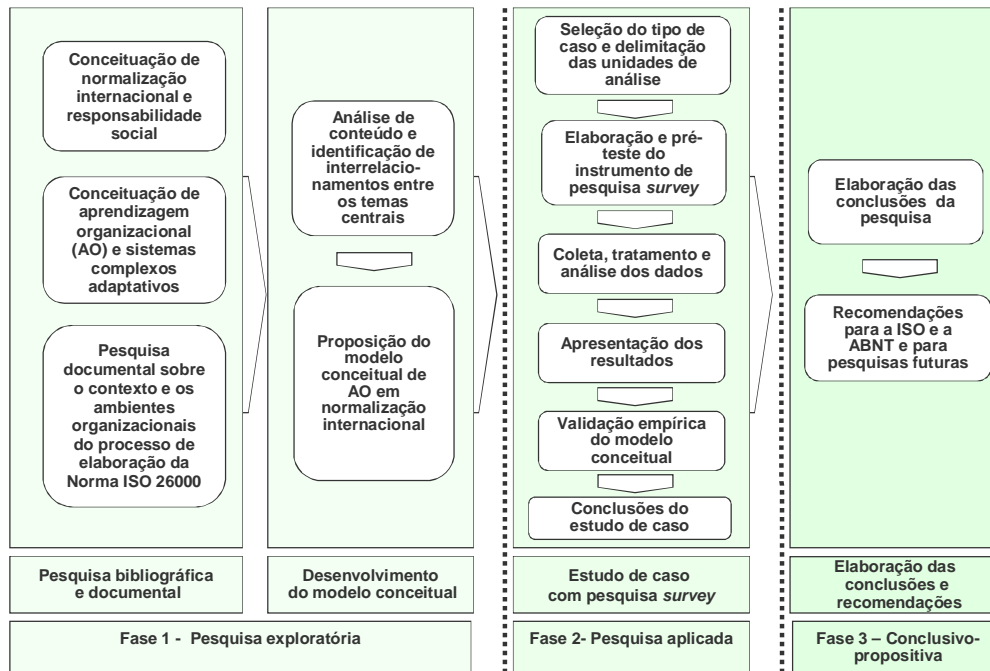 Conceituação de
normalização
internacional e
responsabilidade
social
Conceituação de
aprendizagem
organizacional
(AO) e sistemas
complexos
adaptativos
Pesquisa
documental sobre
o contexto e os
ambientes
organizacionais
do processo de
elaboração da
Norma ISO 26000
Análise de
conteúdo e
identificação de
interrelacio-
namentos entre
os temas
centrais
Proposição do
modelo
conceitual de
AO em
normalização
internacional
Seleção do tipo de
caso e delimitação
das unidades de
análise
Elaboração e pré-
teste do
instrumento de
pesquisa survey
Coleta, tratamento e
análise dos dados
Apresentação dos
resultados
Validação empírica
do modelo
conceitual
Conclusões do
estudo de caso
Elaboração das
conclusões da
pesquisa
Recomendações
para a ISO e a
ABNT e para
pesquisas futuras
Pesquisa bibliográfica
e documental
Desenvolvimento
do modelo conceitual
Estudo de caso
com pesquisa survey
Elaboração das
conclusões e
recomendações
Fase 1 - Pesquisa exploratória
Fase 2- Pesquisa aplicada
Fase 3 – Conclusivo-
propositiva